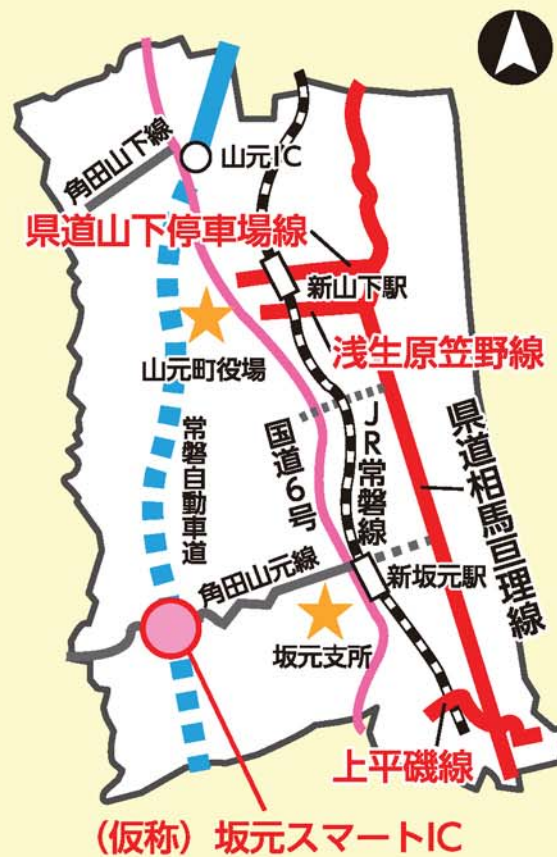 角田山下線
山元IC
県道山下停車場線
新山下駅
浅生原笠野線
山元町役場
常磐自動車道
国道6号
JR常磐線
県道相馬亘理線
角田山元線
新坂元駅
坂元支所
上平磯線
（仮称）坂元スマートIC